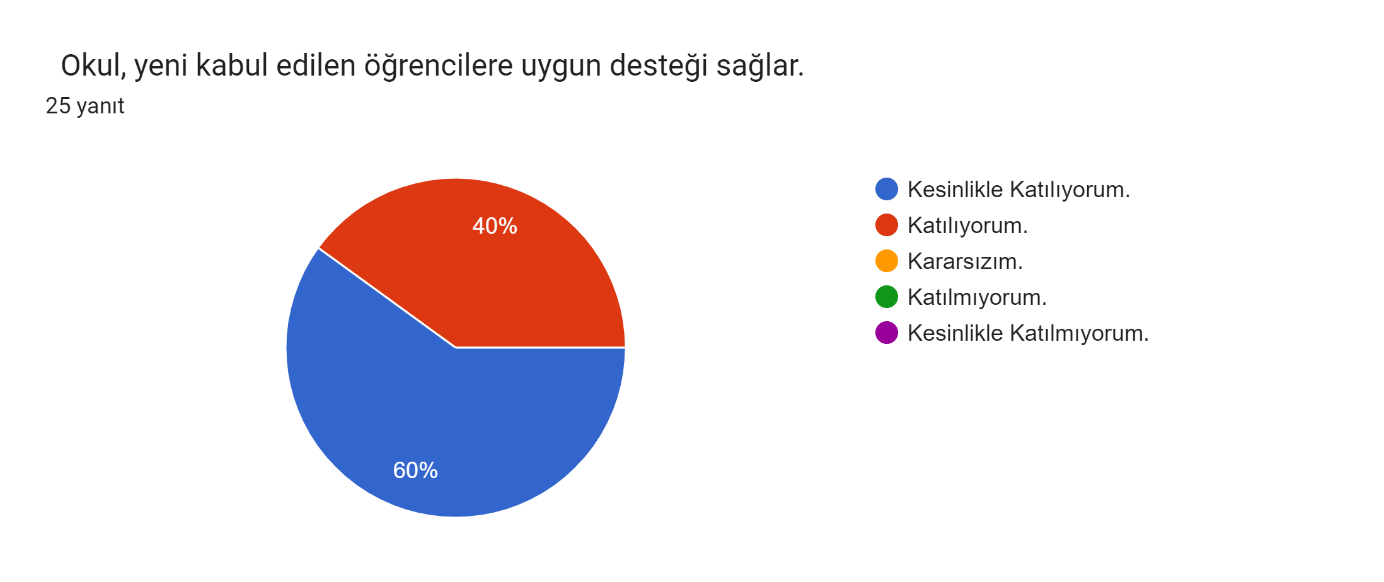 Okul, yeni kabul edilen öğrencilere uygun desteği sağlar.
25 yanıt
40%
60%
Kesinlikle Katılıyorum.
Katılıyorum.
Kararsızım.
Katılmıyorum.
Kesinlikle Katılmıyorum.